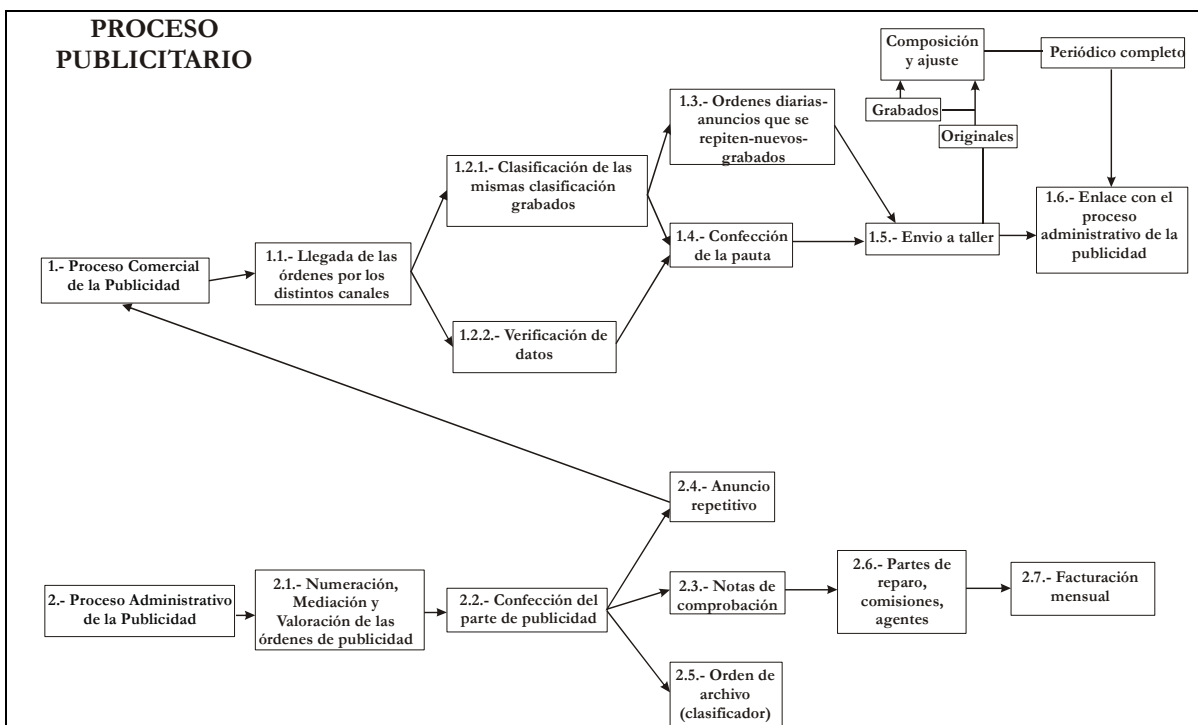 PROCESO
PUBLICITARIO
Composición
y ajuste
Periódico completo
Grabados
Originales
1.3.- Ordenes diarias-
anuncios que se
repiten-nuevos-
grabados
1.2.1.- Clasificación de las
mismas clasificación
grabados
1.4.- Confección
de la pauta
1.5.- Envio a taller
1.6.- Enlace con el
proceso
administrativo de la
publicidad
1.- Proceso Comercial
de la Publicidad
1.1.- Llegada de las
órdenes por los
distintos canales
1.2.2.- Verificación de
datos
2.4.- Anuncio
repetitivo
2.- Proceso Administrativo
de la Publicidad
2.1.- Numeración,
Mediación y
Valoración de las
órdenes de publicidad
2.2.- Confección del
parte de publicidad
2.3.- Notas de
comprobación
2.6.- Partes de
reparo,
comisiones,
agentes
2.7.- Facturación
mensual
2.5.- Orden de
archivo
(clasificador)